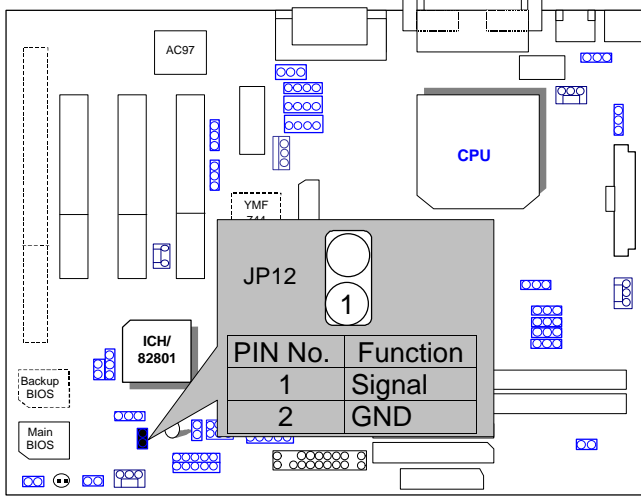 AC97
CPU
YMF
744
JP12
1
PIN No. Function
1 Signal
2 GND
ICH/
82801
Backup
BIOS
Main
BIOS